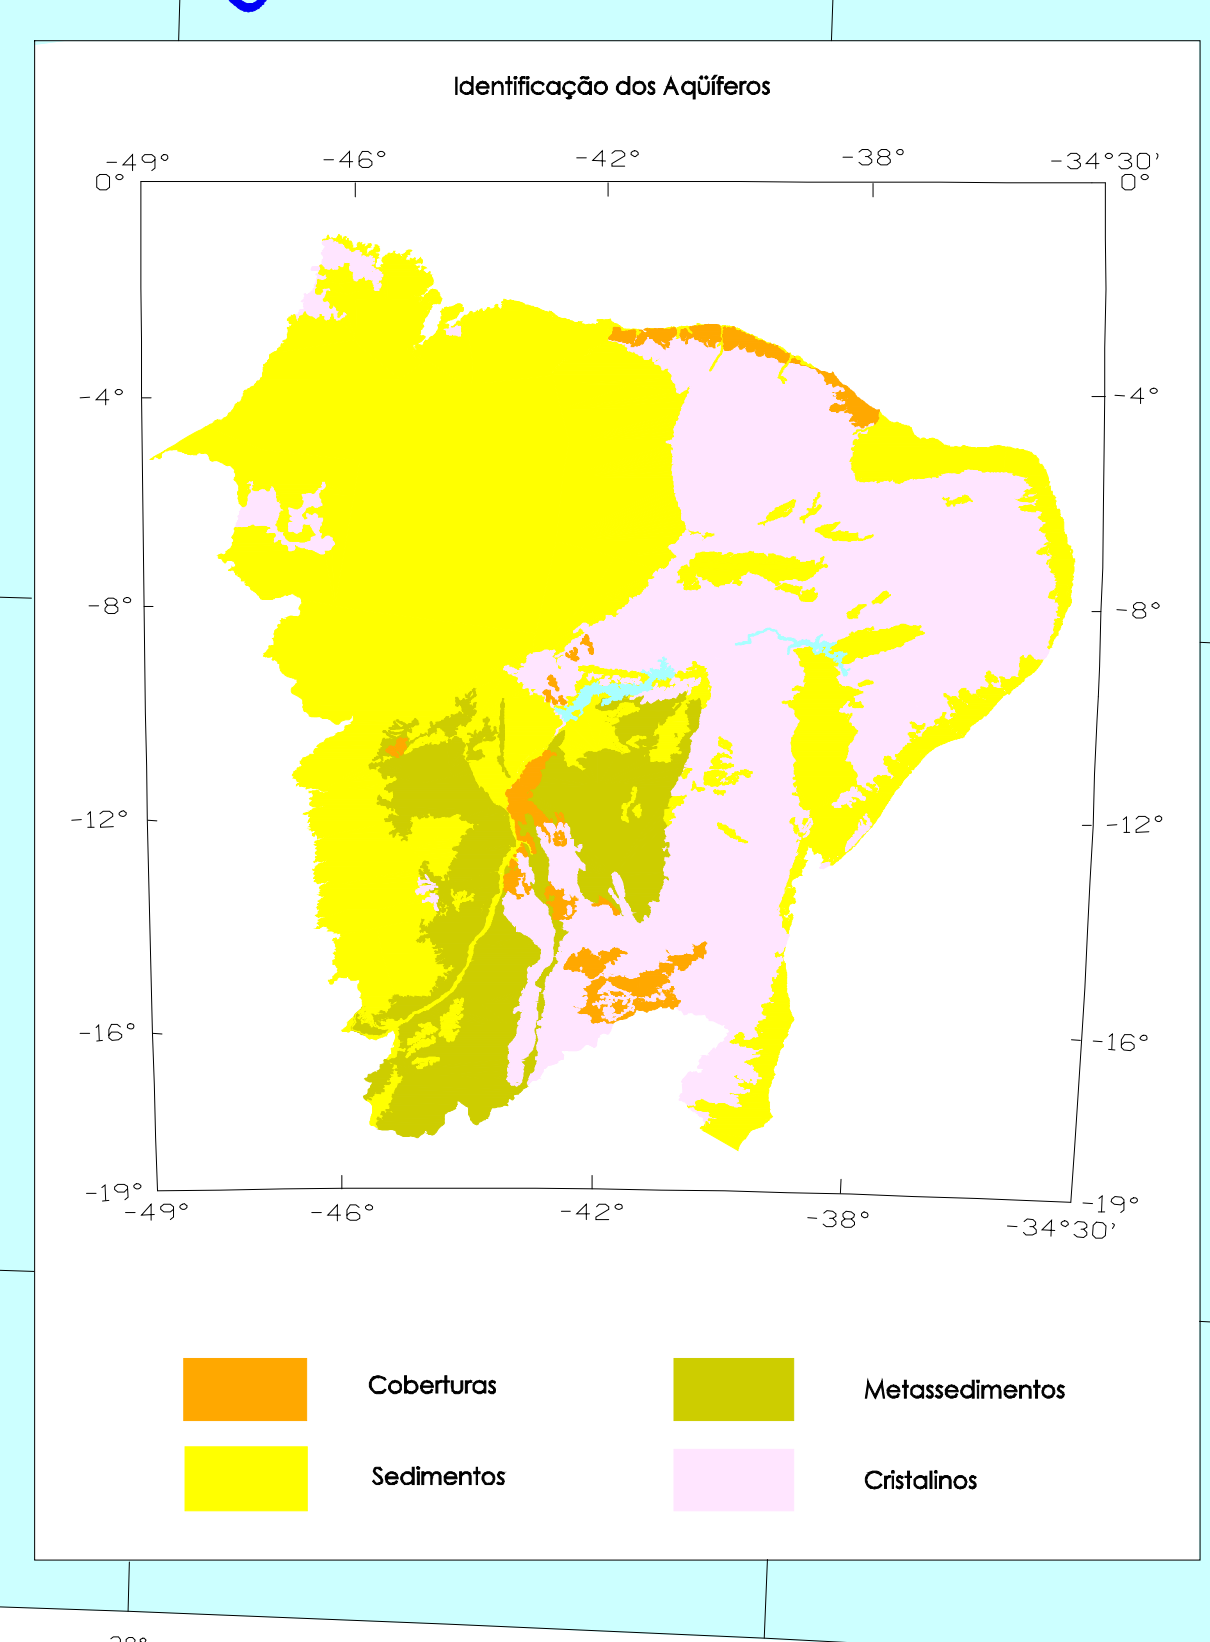 Identificação dos Aqüíferos
-49° -46° -42° -38° -34°30'
0° 0°
-4° -4°
-8° -8°
-12° -12°
-16° -16°
-19° -19°
-49° -46° -42° -38° -34°30'
Coberturas Metassedimentos
Sedimentos Cristalinos